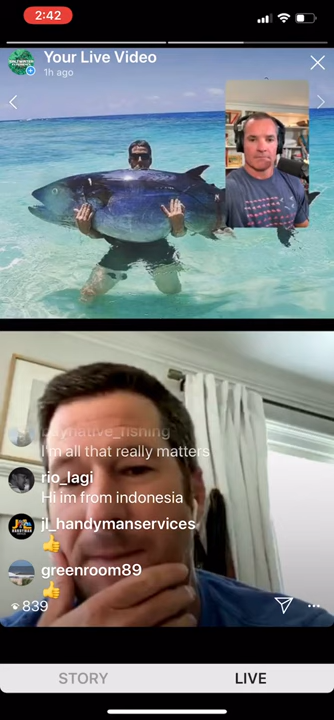 2:42
Your Live Video
1h ago
I'm all that really matters
rio_lagi
Hi im from indonesia
jl_handymanservices
👍
greenroom89
👍
839
STORY
LIVE